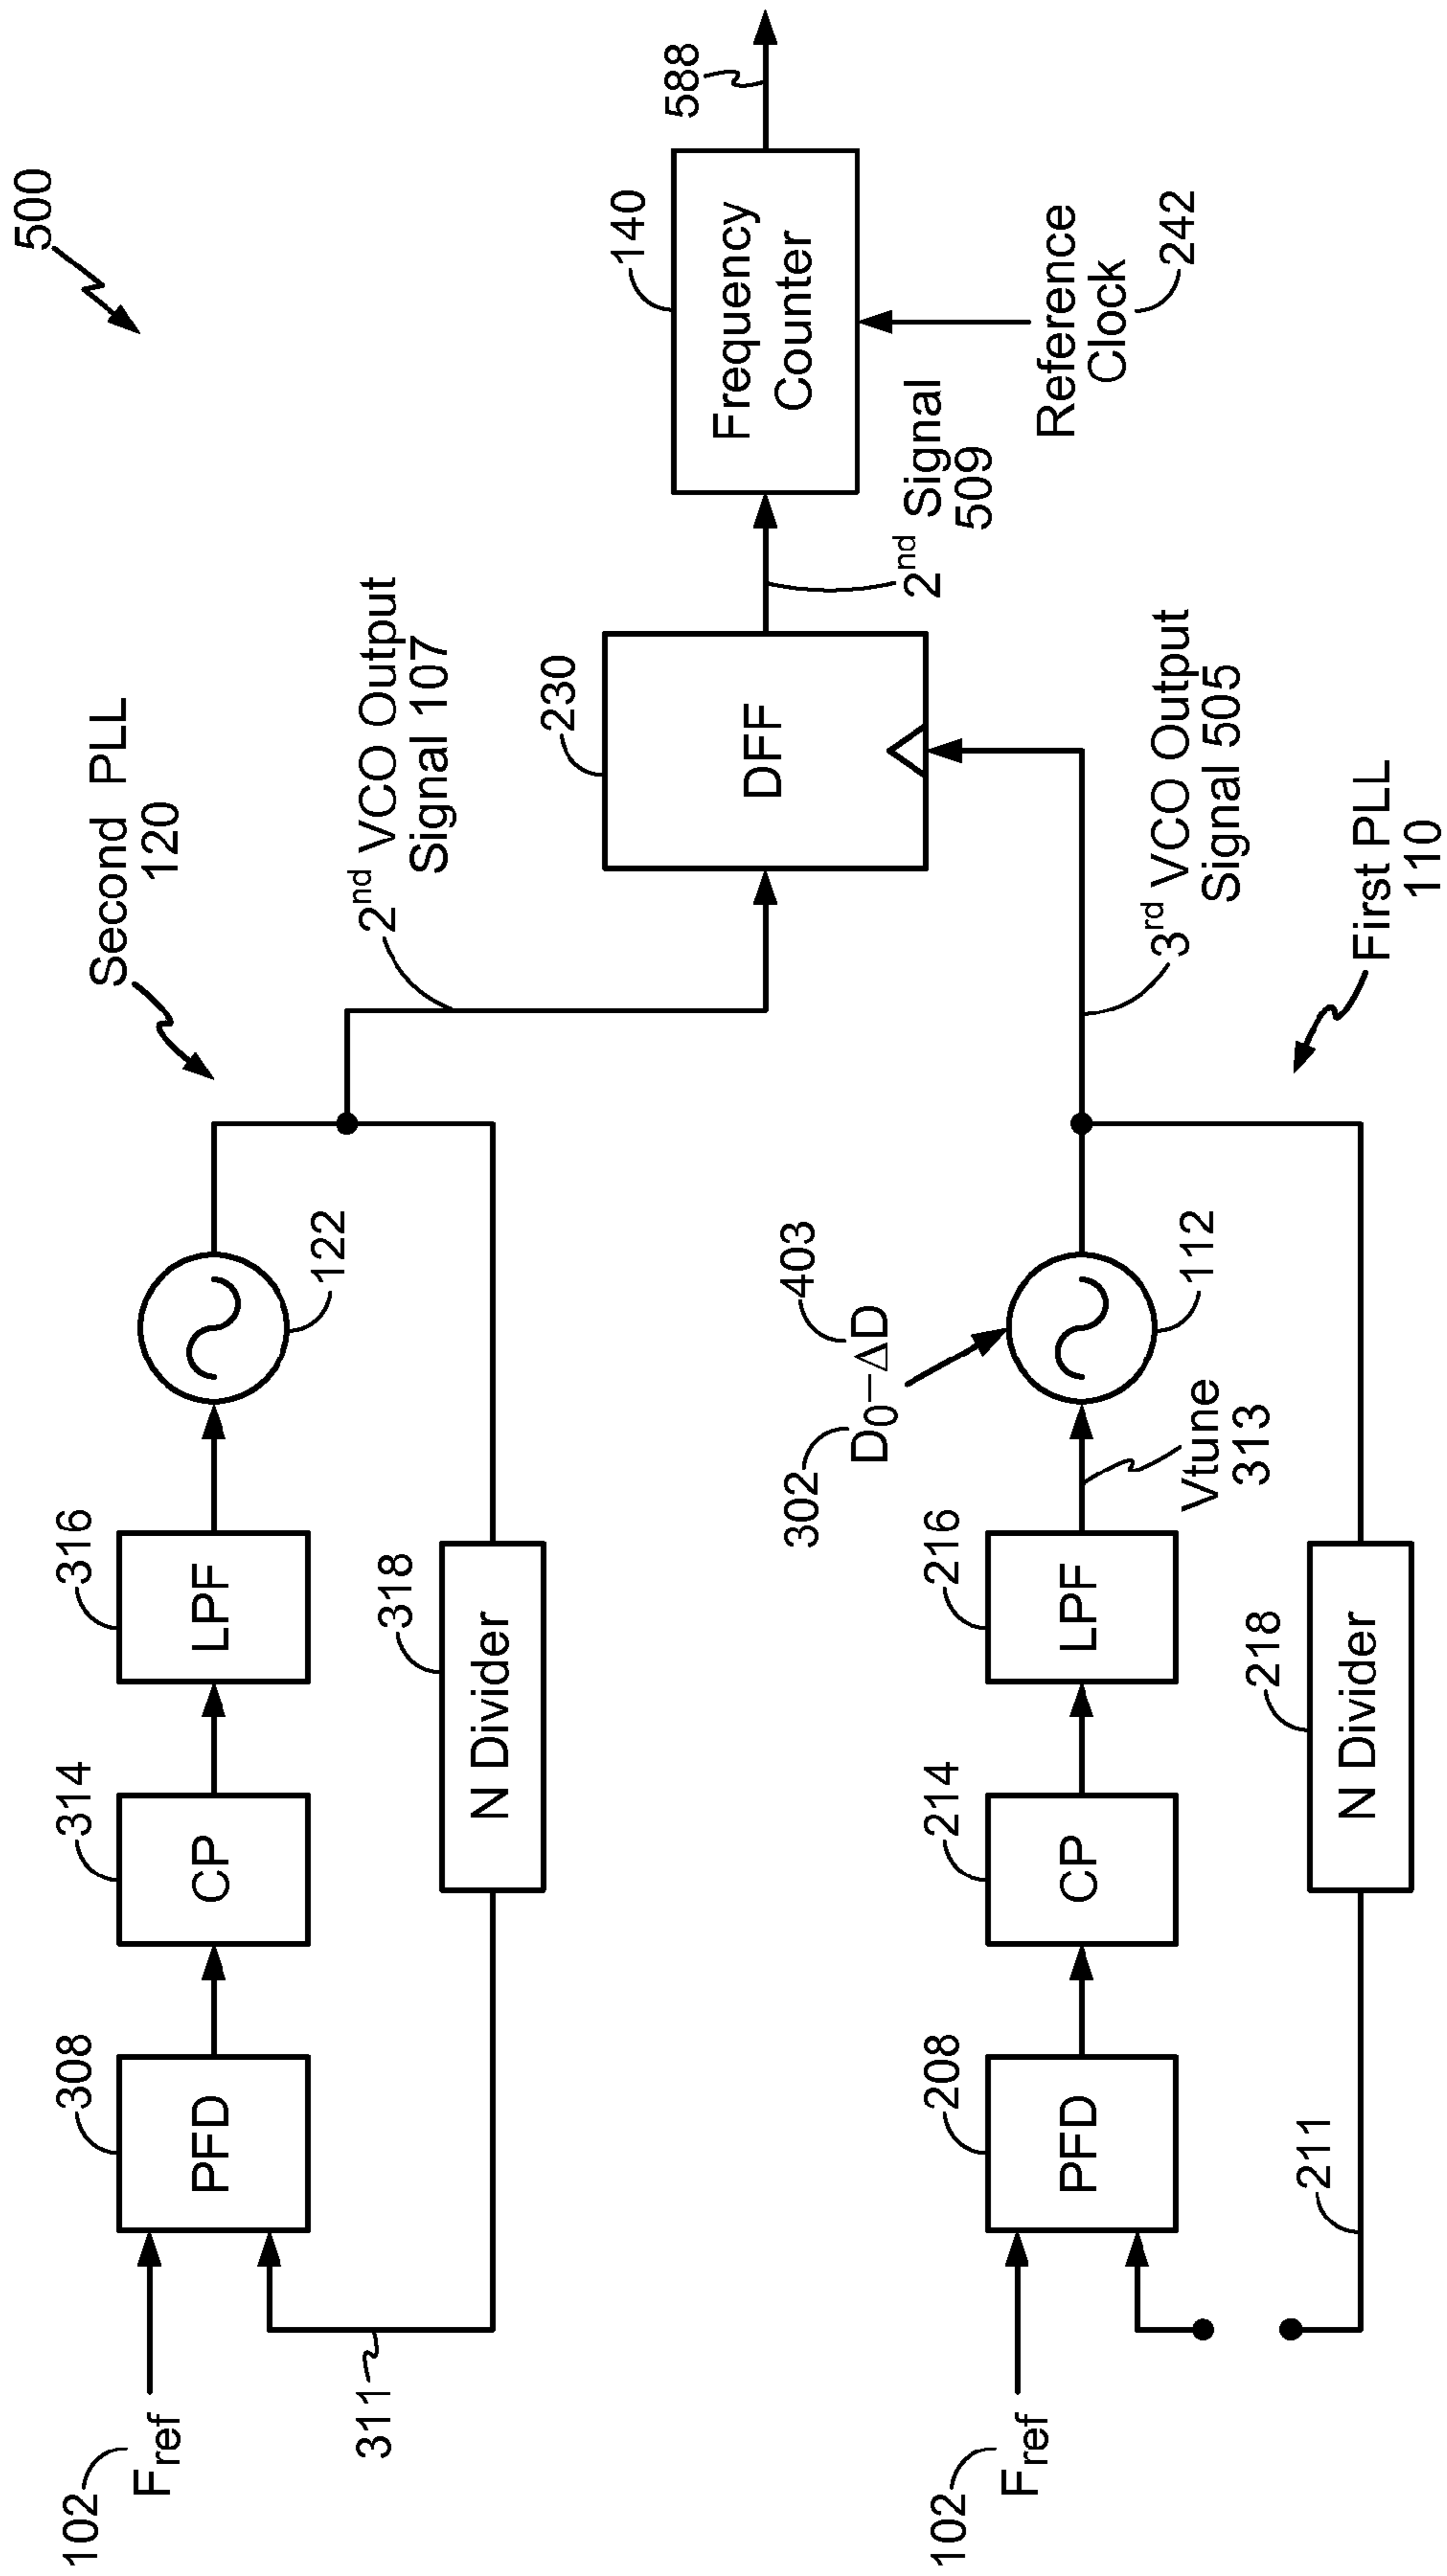 500
Second PLL
120
102
F_ref
308
PFD
314
CP
316
LPF
122
311
318
N Divider
2nd VCO Output
Signal 107
230
DFF
2nd Signal
509
140
Frequency
Counter
588
Reference
Clock
242
102
F_ref
208
PFD
214
CP
216
LPF
Vtune
313
302
D₀−ΔD
403
112
3rd VCO Output
Signal 505
First PLL
110
211
218
N Divider